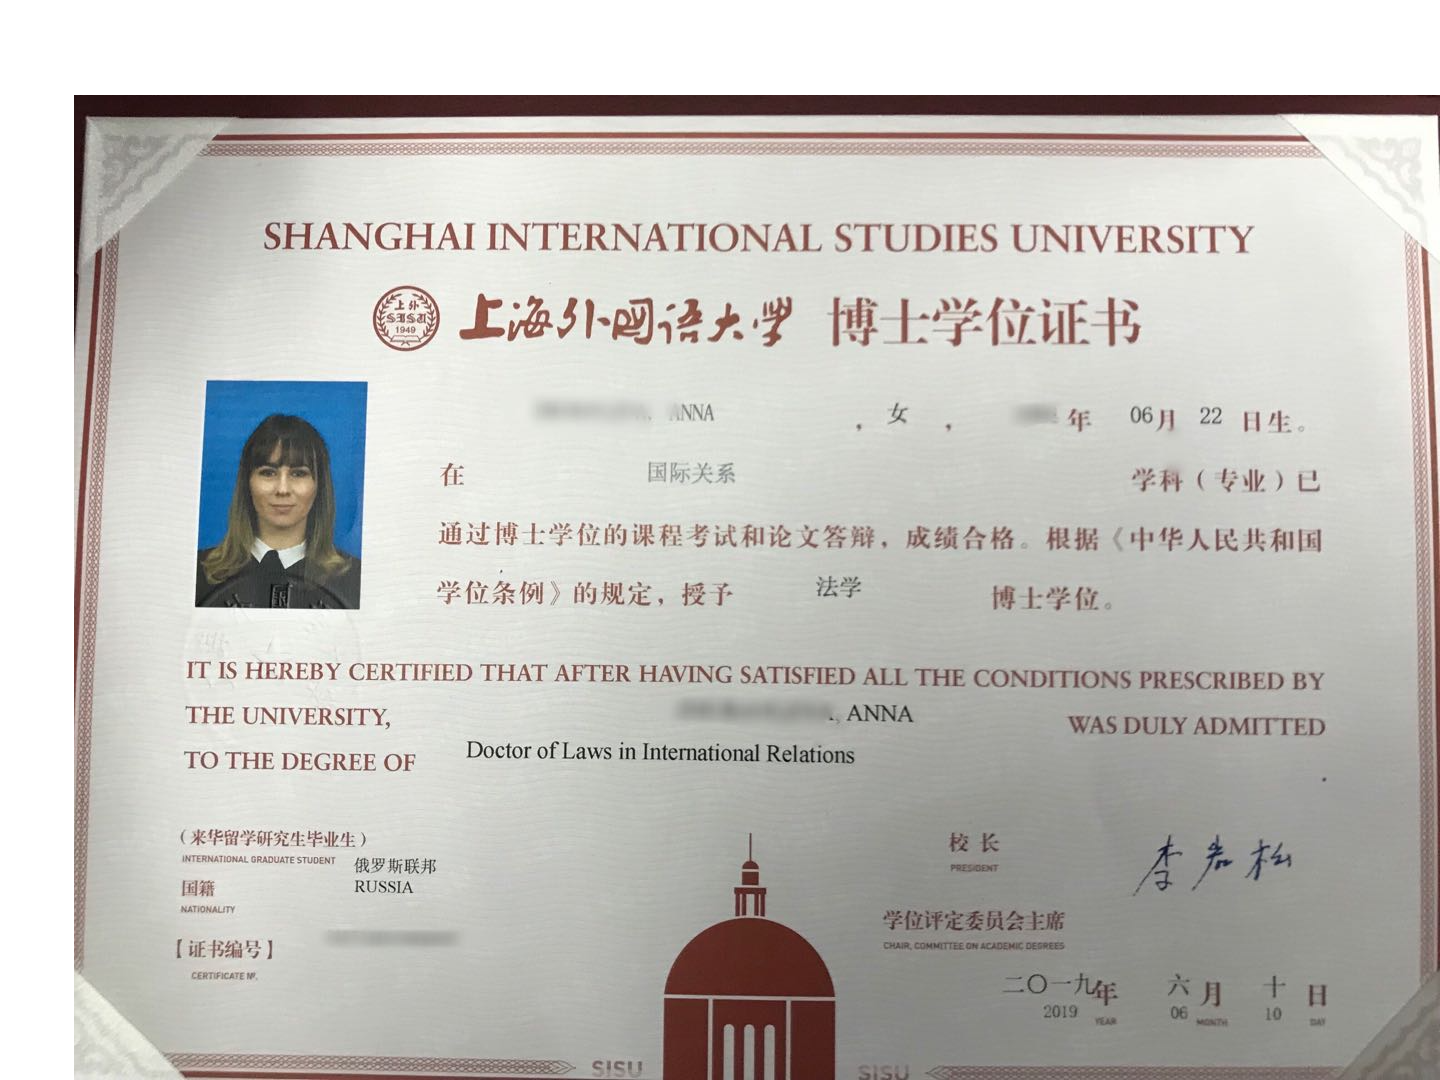 SHANGHAI INTERNATIONAL STUDIES UNIVERSITY
上外
SISU
1949
上海外国语大学 博士学位证书
ANNA ，女， 年 06月 22 日生。
在 国际关系 学科（专业）已
通过博士学位的课程考试和论文答辩，成绩合格。根据《中华人民共和国
学位条例》的规定，授予 法学 博士学位。
IT IS HEREBY CERTIFIED THAT AFTER HAVING SATISFIED ALL THE CONDITIONS PRESCRIBED BY
THE UNIVERSITY, , ANNA WAS DULY ADMITTED
TO THE DEGREE OF Doctor of Laws in International Relations
（来华留学研究生毕业生）
INTERNATIONAL GRADUATE STUDENT
国籍 俄罗斯联邦
NATIONALITY RUSSIA
【证书编号】
CERTIFICATE №.
校长 李岩松
PRESIDENT
学位评定委员会主席
CHAIR, COMMITTEE ON ACADEMIC DEGREES
二〇一九年 六月 十日
2019 YEAR 06 MONTH 10 DAY
SISU SISU